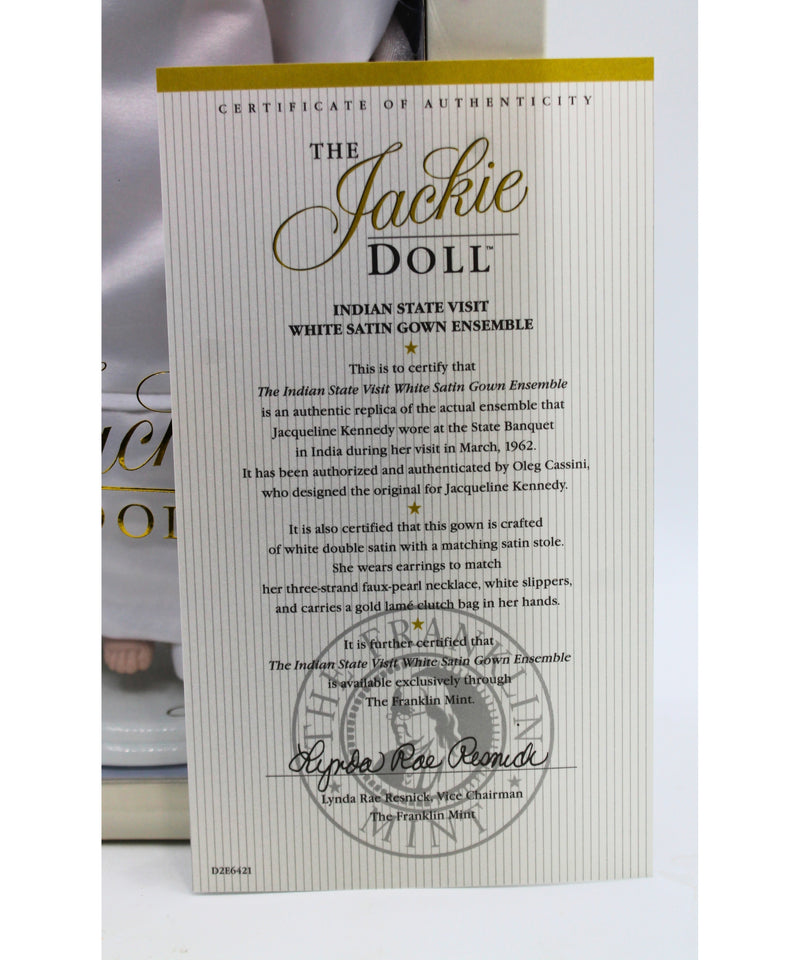 CERTIFICATE OF AUTHENTICITY
THE
Jackie
DOLL™
INDIAN STATE VISIT
WHITE SATIN GOWN ENSEMBLE
This is to certify that
The Indian State Visit White Satin Gown Ensemble
is an authentic replica of the actual ensemble that
Jacqueline Kennedy wore at the State Banquet
in India during her visit in March, 1962.
It has been authorized and authenticated by Oleg Cassini,
who designed the original for Jacqueline Kennedy.
It is also certified that this gown is crafted
of white double satin with a matching satin stole.
She wears earrings to match
her three-strand faux-pearl necklace, white slippers,
and carries a gold lamé clutch bag in her hands.
It is further certified that
The Indian State Visit White Satin Gown Ensemble
is available exclusively through
The Franklin Mint.
THE FRANKLIN MINT
Lynda Rae Resnick
Lynda Rae Resnick, Vice Chairman
The Franklin Mint
D2E6421